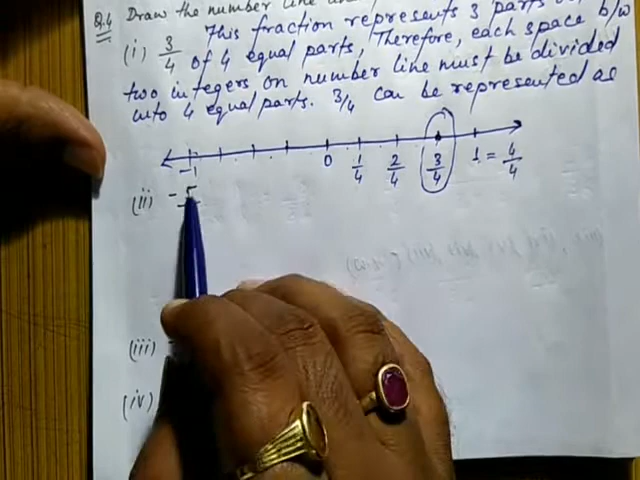 Q.4 Draw the number line and
(i) 3/4 This fraction represents 3 parts
of 4 equal parts, Therefore, each space b/w
two integers, on number line must be divided
into 4 equal parts. 3/4 can be represented as
-1 0 1/4 2/4 3/4 1 = 4/4
(ii) -5
(iii)
(iv)